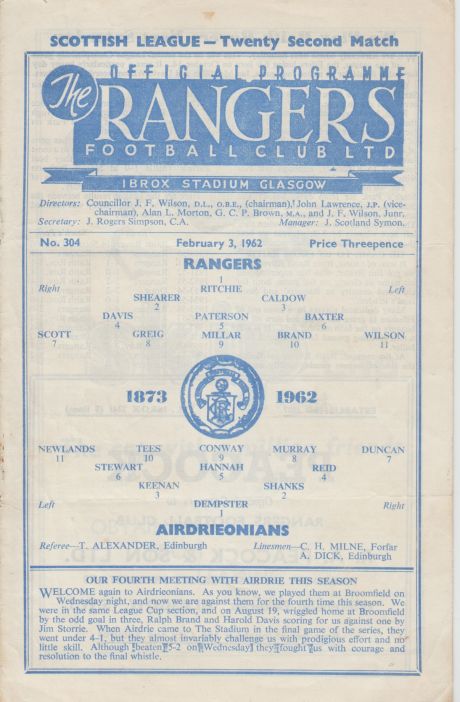 SCOTTISH LEAGUE — Twenty Second Match
OFFICIAL PROGRAMME
The RANGERS
FOOTBALL CLUB LTD
IBROX STADIUM GLASGOW
Directors: Councillor J. F. Wilson, D.L., O.B.E., (chairman), John Lawrence, J.P. (vice-
chairman), Alan L. Morton, G. C. P. Brown, M.A., and J. F. Wilson, Junr.
Secretary: J. Rogers Simpson, C.A. Manager: J. Scotland Symon.
No. 304 February 3, 1962 Price Threepence
RANGERS
1
Right RITCHIE Left
SHEARER CALDOW
2 3
DAVIS PATERSON BAXTER
4 5 6
SCOTT GREIG MILLAR BRAND WILSON
7 8 9 10 11
1873 1962
NEWLANDS TEES CONWAY MURRAY DUNCAN
11 10 9 8 7
STEWART HANNAH REID
6 5 4
KEENAN SHANKS
3 2
Left DEMPSTER Right
1
AIRDRIEONIANS
Referee—T. ALEXANDER, Edinburgh Linesmen—C. H. MILNE, Forfar
A. DICK, Edinburgh
OUR FOURTH MEETING WITH AIRDRIE THIS SEASON
WELCOME again to Airdrieonians. As you know, we played them at Broomfield on
Wednesday night, and now we are against them for the fourth time this season. We
were in the same League Cup section, and on August 19, wriggled home at Broomfield
by the odd goal in three, Ralph Brand and Harold Davis scoring for us against one by
Jim Storrie. When Airdrie came to The Stadium in the final game of the series, they
went under 4–1, but they almost invariably challenge us with prodigious effort and no
little skill. Although beaten 5-2 on Wednesday they fought us with courage and
resolution to the final whistle.